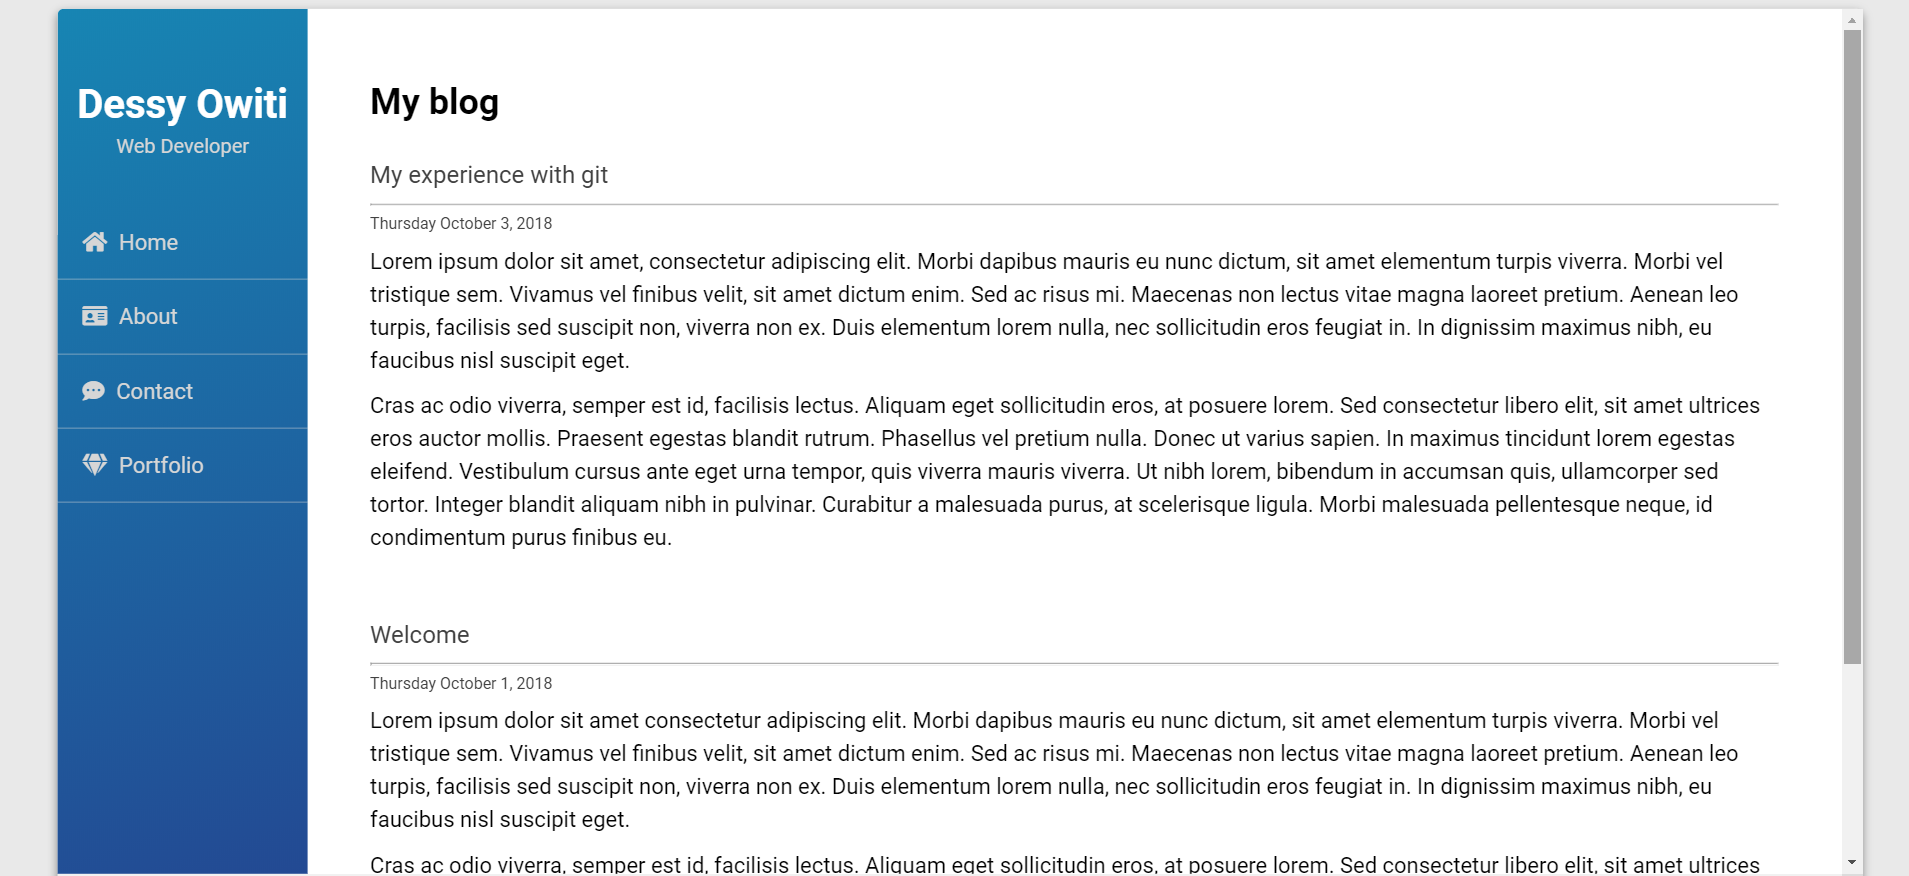 Dessy Owiti
Web Developer
Home
About
Contact
Portfolio
My blog
My experience with git
Thursday October 3, 2018
Lorem ipsum dolor sit amet, consectetur adipiscing elit. Morbi dapibus mauris eu nunc dictum, sit amet elementum turpis viverra. Morbi vel
tristique sem. Vivamus vel finibus velit, sit amet dictum enim. Sed ac risus mi. Maecenas non lectus vitae magna laoreet pretium. Aenean leo
turpis, facilisis sed suscipit non, viverra non ex. Duis elementum lorem nulla, nec sollicitudin eros feugiat in. In dignissim maximus nibh, eu
faucibus nisl suscipit eget.
Cras ac odio viverra, semper est id, facilisis lectus. Aliquam eget sollicitudin eros, at posuere lorem. Sed consectetur libero elit, sit amet ultrices
eros auctor mollis. Praesent egestas blandit rutrum. Phasellus vel pretium nulla. Donec ut varius sapien. In maximus tincidunt lorem egestas
eleifend. Vestibulum cursus ante eget urna tempor, quis viverra mauris viverra. Ut nibh lorem, bibendum in accumsan quis, ullamcorper sed
tortor. Integer blandit aliquam nibh in pulvinar. Curabitur a malesuada purus, at scelerisque ligula. Morbi malesuada pellentesque neque, id
condimentum purus finibus eu.
Welcome
Thursday October 1, 2018
Lorem ipsum dolor sit amet consectetur adipiscing elit. Morbi dapibus mauris eu nunc dictum, sit amet elementum turpis viverra. Morbi vel
tristique sem. Vivamus vel finibus velit, sit amet dictum enim. Sed ac risus mi. Maecenas non lectus vitae magna laoreet pretium. Aenean leo
turpis, facilisis sed suscipit non, viverra non ex. Duis elementum lorem nulla, nec sollicitudin eros feugiat in. In dignissim maximus nibh, eu
faucibus nisl suscipit eget.
Cras ac odio viverra, semper est id, facilisis lectus. Aliquam eget sollicitudin eros, at posuere lorem. Sed consectetur libero elit, sit amet ultrices